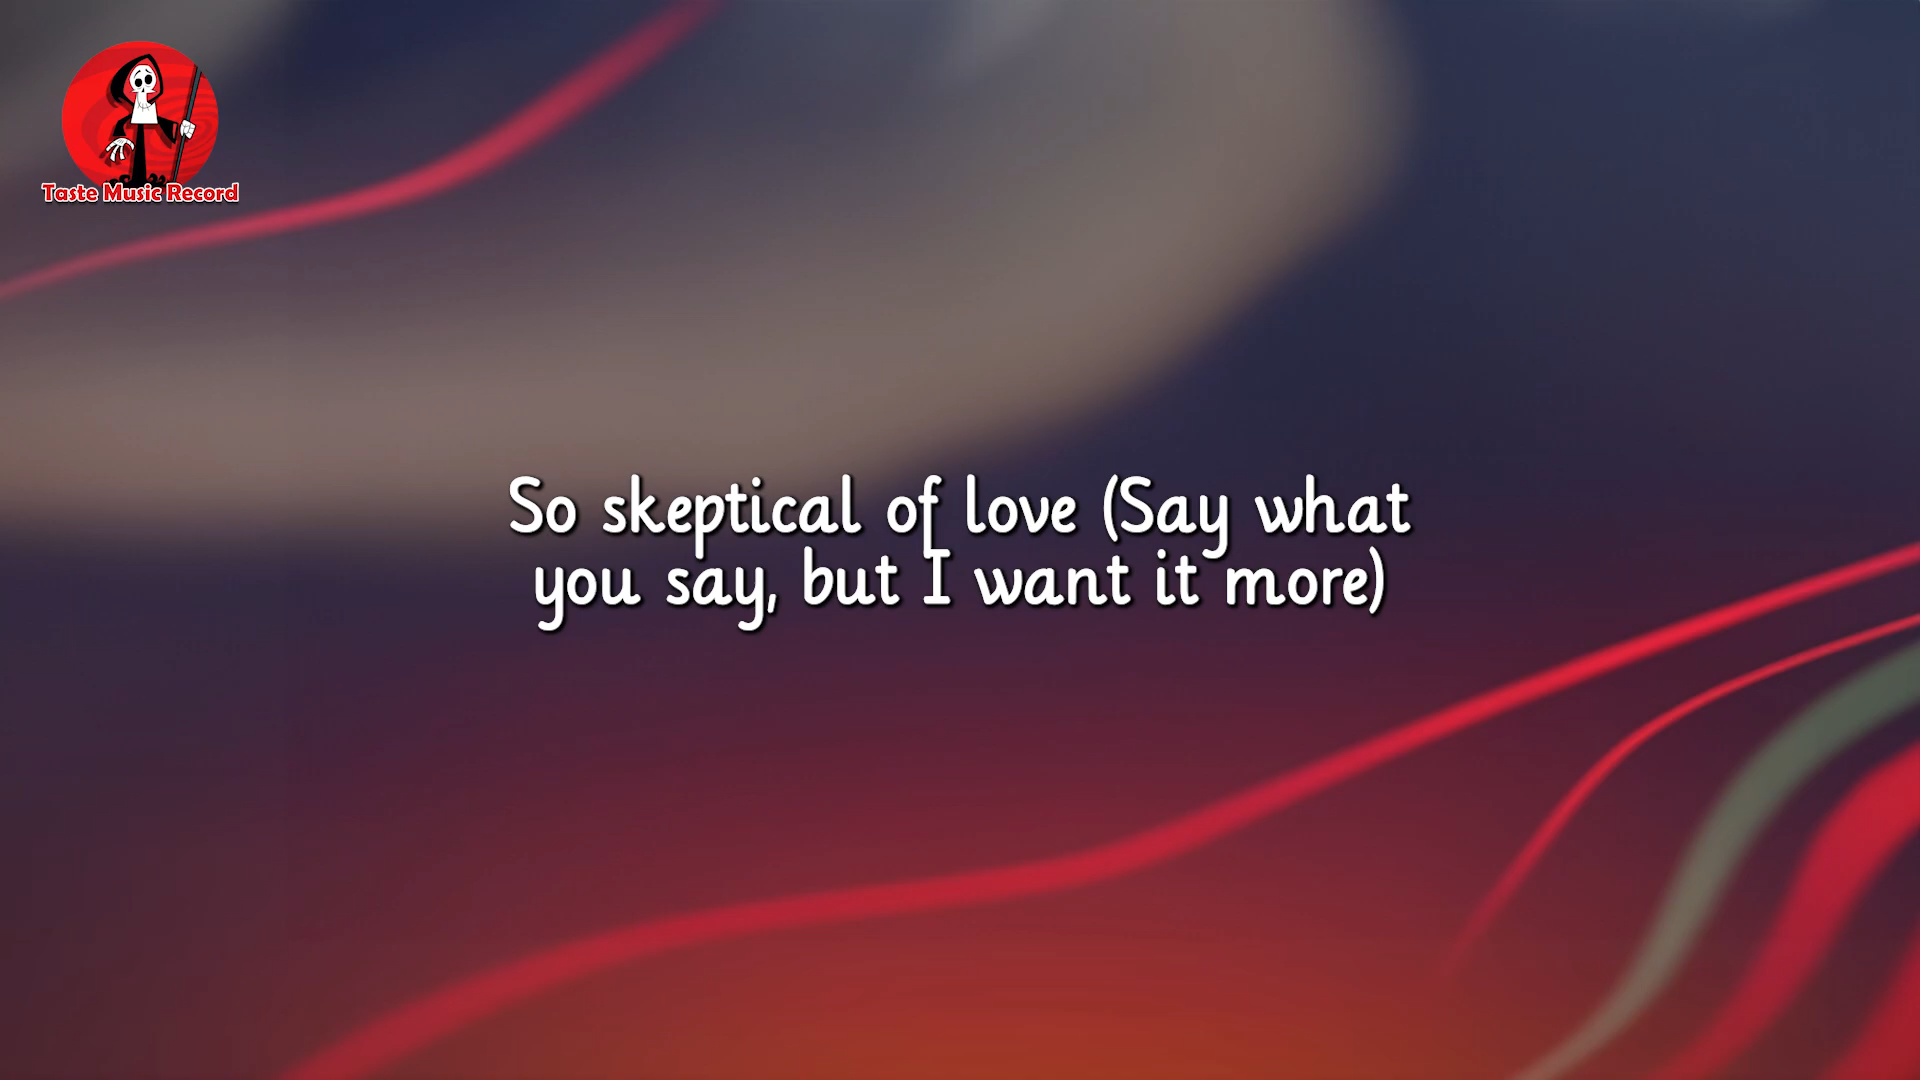 Taste Music Record
So skeptical of love (Say what
you say, but I want it more)